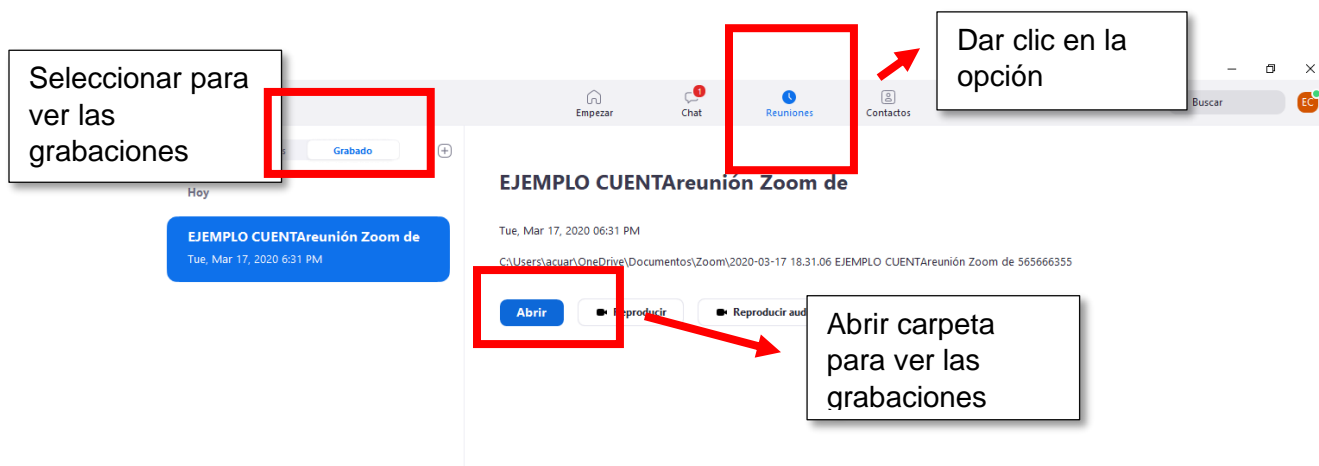 Dar clic en la
opción
Seleccionar para
ver las
grabaciones
Empezar
Chat
1
Reuniones
Contactos
Buscar
EC
s
Grabado
Hoy
EJEMPLO CUENTAreunión Zoom de
Tue, Mar 17, 2020 6:31 PM
EJEMPLO CUENTAreunión Zoom de
Tue, Mar 17, 2020 06:31 PM
C:\Users\acuar\OneDrive\Documentos\Zoom\2020-03-17 18.31.06 EJEMPLO CUENTAreunión Zoom de 565666355
Abrir
Reproducir
Reproducir aud
Abrir carpeta
para ver las
grabaciones